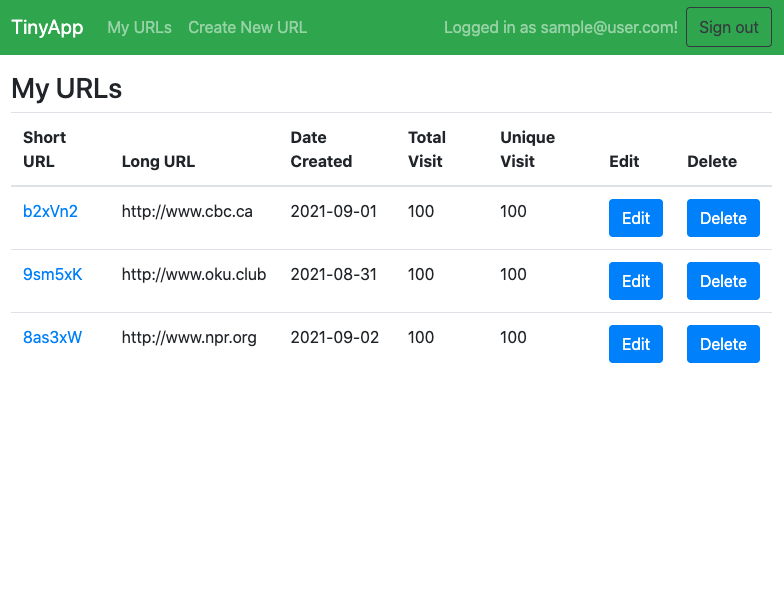 TinyApp My URLs Create New URL Logged in as sample@user.com! Sign out
My URLs
Short URL Long URL Date Created Total Visit Unique Visit Edit Delete
b2xVn2 http://www.cbc.ca 2021-09-01 100 100 Edit Delete
9sm5xK http://www.oku.club 2021-08-31 100 100 Edit Delete
8as3xW http://www.npr.org 2021-09-02 100 100 Edit Delete